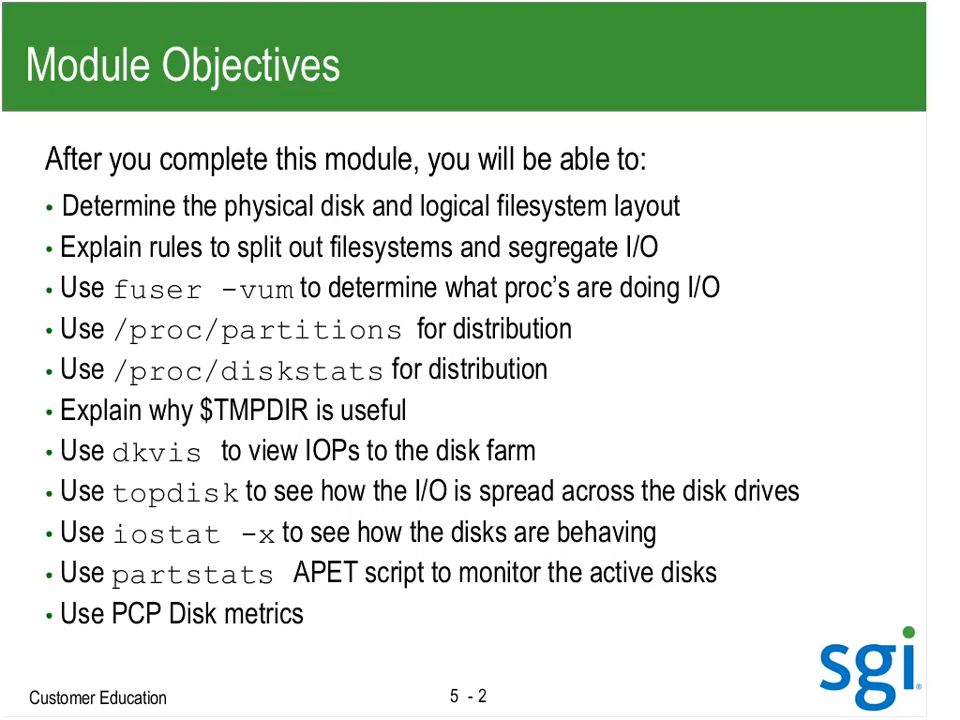 Module Objectives
After you complete this module, you will be able to:
• Determine the physical disk and logical filesystem layout
• Explain rules to split out filesystems and segregate I/O
• Use fuser -vum to determine what proc's are doing I/O
• Use /proc/partitions for distribution
• Use /proc/diskstats for distribution
• Explain why $TMPDIR is useful
• Use dkvis to view IOPs to the disk farm
• Use topdisk to see how the I/O is spread across the disk drives
• Use iostat -x to see how the disks are behaving
• Use partstats APET script to monitor the active disks
• Use PCP Disk metrics
sgi®
Customer Education
5 - 2